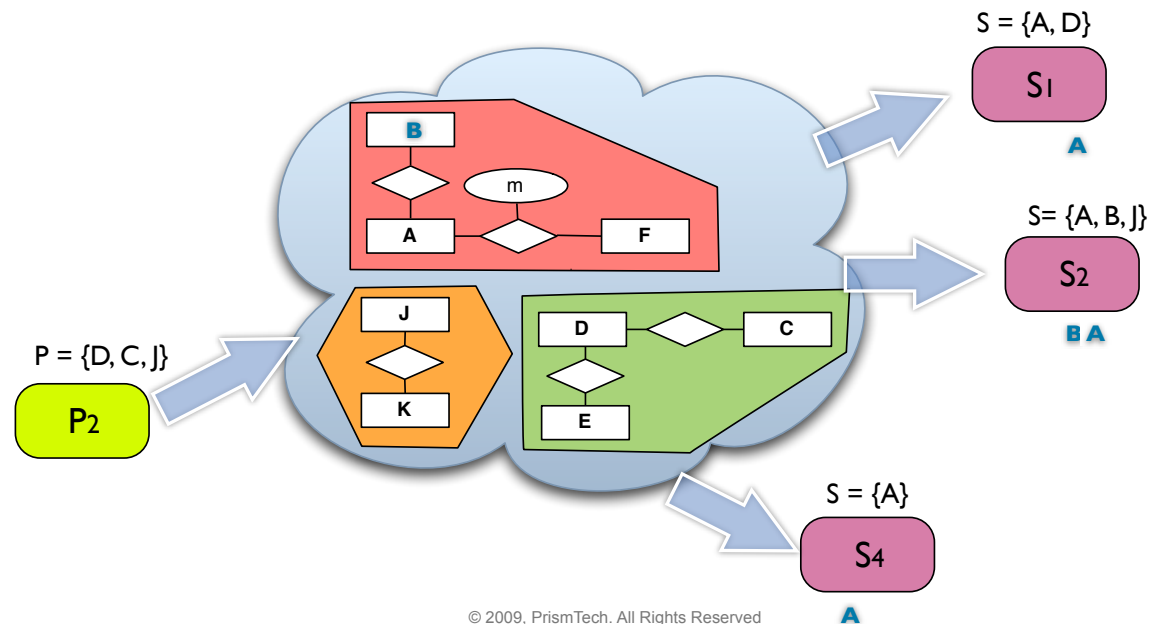 S = {A, D}
S1
A
B
m
A
F
S= {A, B, J}
S2
B A
J
D
C
P = {D, C, J}
P2
K
E
S = {A}
S4
A
© 2009, PrismTech. All Rights Reserved